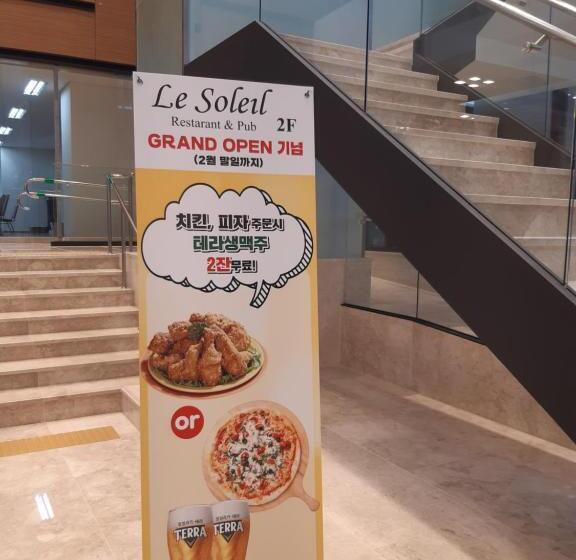 Le Soleil
Restarant & Pub 2F
GRAND OPEN 기념
(2월 말일까지)
치킨, 피자 주문시
테라생맥주
2잔무료!
or
TERRA TERRA